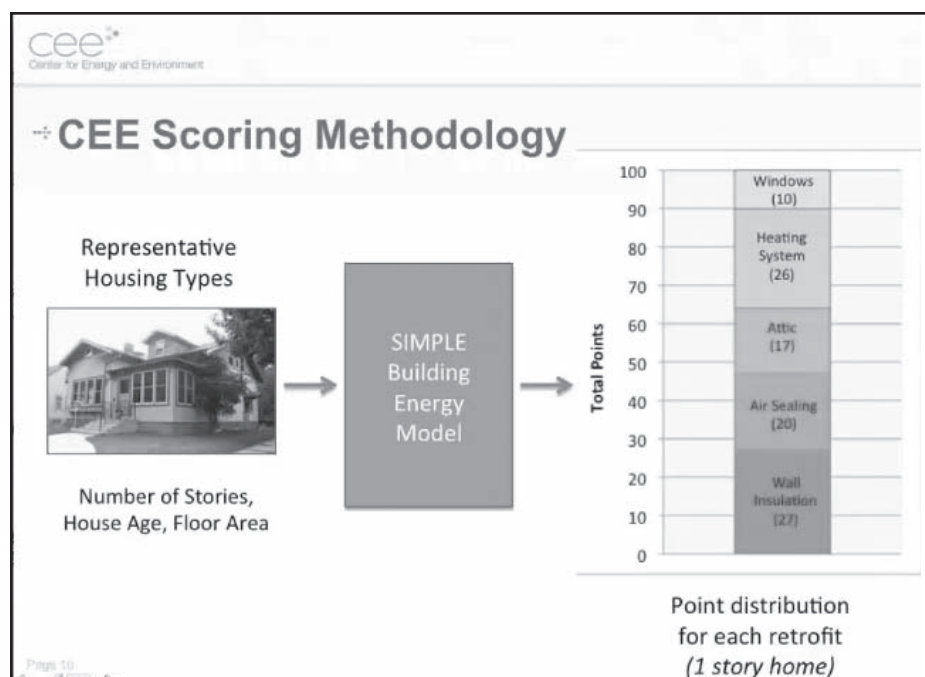 cee
Center for Energy and Environment
CEE Scoring Methodology
Representative
Housing Types
Number of Stories,
House Age, Floor Area
SIMPLE
Building
Energy
Model
Total Points
100
90
80
70
60
50
40
30
20
10
0
Windows
(10)
Heating
System
(26)
Attic
(17)
Air Sealing
(20)
Wall
Insulation
(27)
Point distribution
for each retrofit
(1 story home)
Page 16